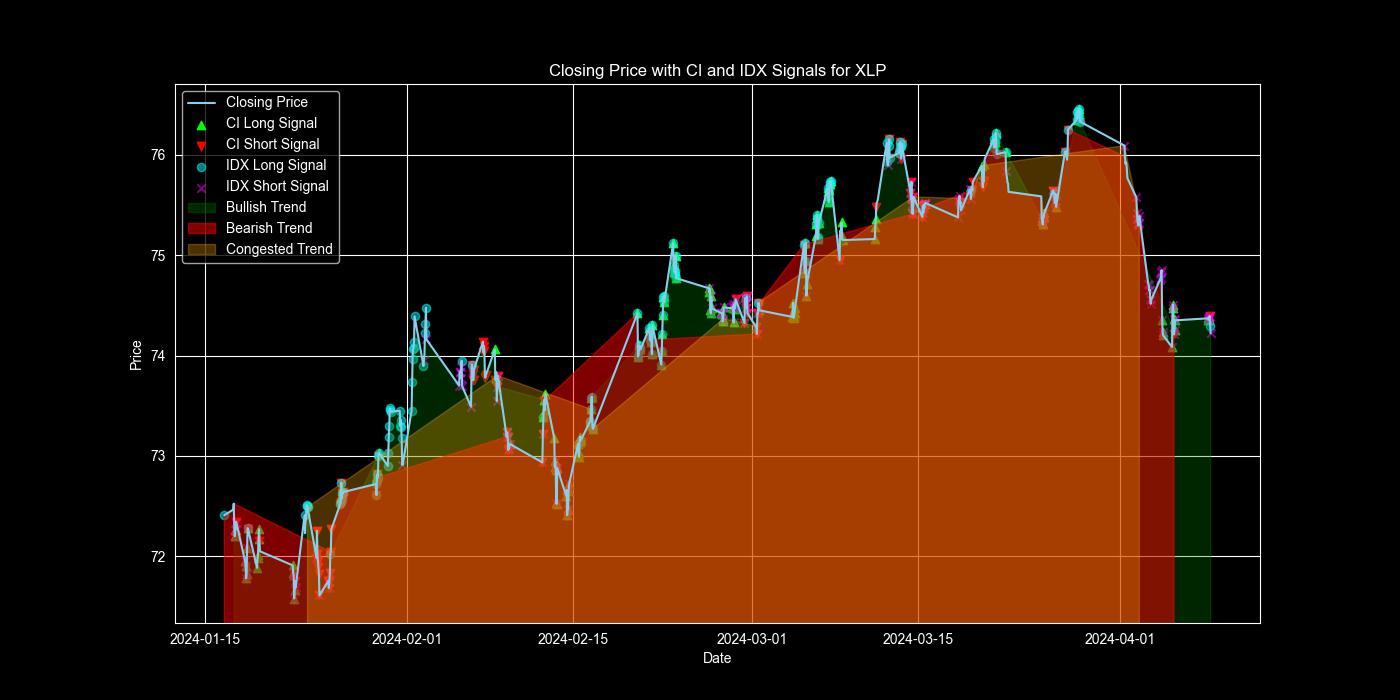 Closing Price with CI and IDX Signals for XLP
Closing Price
CI Long Signal
CI Short Signal
IDX Long Signal
IDX Short Signal
Bullish Trend
Bearish Trend
Congested Trend
Price
76
75
74
73
72
2024-01-15
2024-02-01
2024-02-15
2024-03-01
2024-03-15
2024-04-01
Date